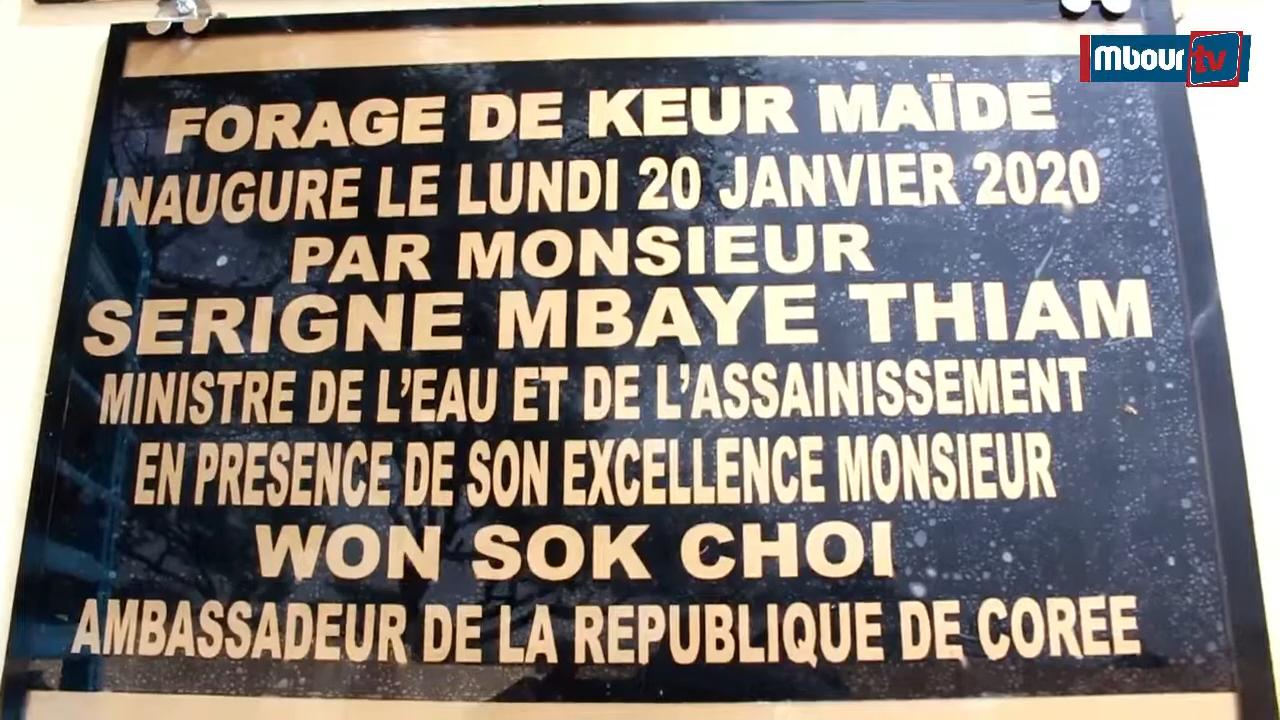 Mbour tv
FORAGE DE KEUR MAÏDE
INAUGURE LE LUNDI 20 JANVIER 2020
PAR MONSIEUR
SERIGNE MBAYE THIAM
MINISTRE DE L'EAU ET DE L'ASSAINISSEMENT
EN PRESENCE DE SON EXCELLENCE MONSIEUR
WON SOK CHOI
AMBASSADEUR DE LA REPUBLIQUE DE COREE